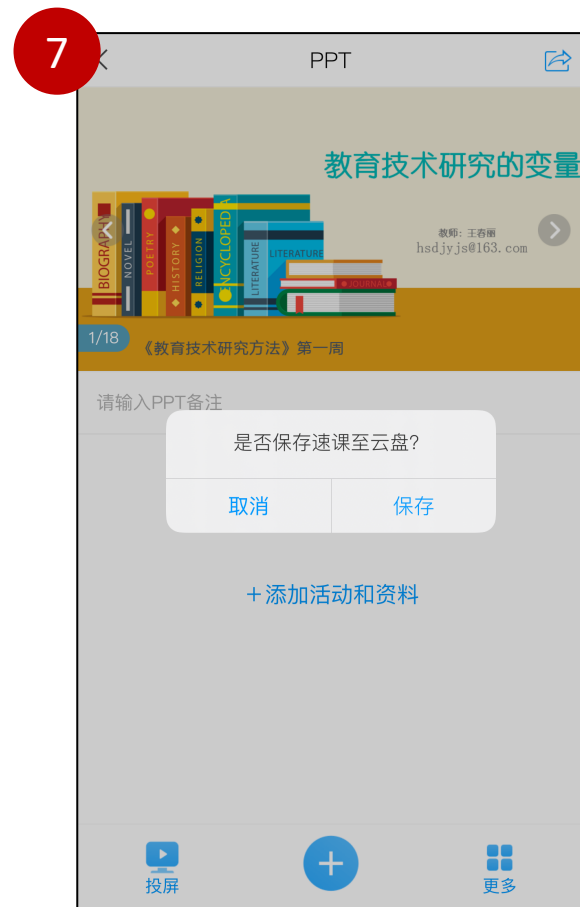 7
PPT
教育技术研究的变量
BIOGRAPHY
NOVEL
POETRY
HISTORY
RELIGION
ENCYCLOPEDIA
LITERATURE
LITERATURE
JOURNAL
教师：王春丽
hsdjyjs@163.com
1/18
《教育技术研究方法》第一周
请输入PPT备注
是否保存速课至云盘?
取消
保存
+添加活动和资料
投屏
更多